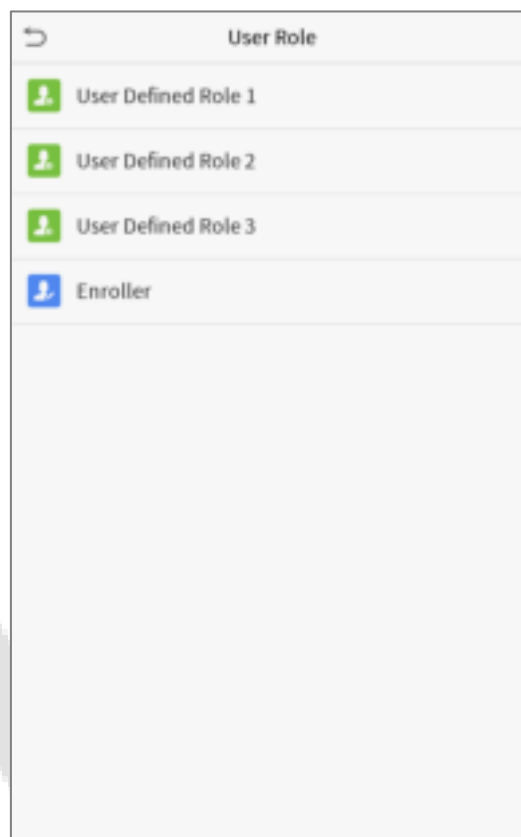 User Role
User Defined Role 1
User Defined Role 2
User Defined Role 3
Enroller